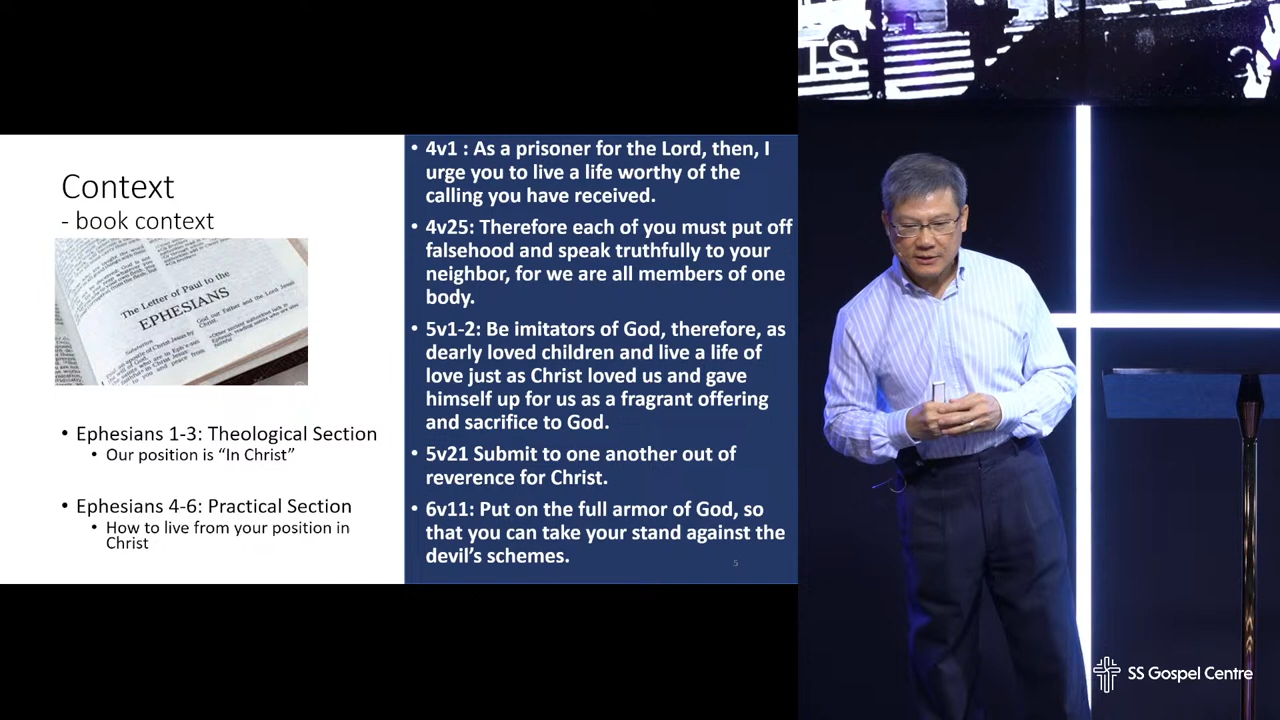 Context
- book context
The Letter of Paul to the
EPHESIANS
• Ephesians 1-3: Theological Section
• Our position is “In Christ”
• Ephesians 4-6: Practical Section
• How to live from your position in
Christ
• 4v1 : As a prisoner for the Lord, then, I
urge you to live a life worthy of the
calling you have received.
• 4v25: Therefore each of you must put off
falsehood and speak truthfully to your
neighbor, for we are all members of one
body.
• 5v1-2: Be imitators of God, therefore, as
dearly loved children and live a life of
love just as Christ loved us and gave
himself up for us as a fragrant offering
and sacrifice to God.
• 5v21 Submit to one another out of
reverence for Christ.
• 6v11: Put on the full armor of God, so
that you can take your stand against the
devil’s schemes.
5
SS Gospel Centre